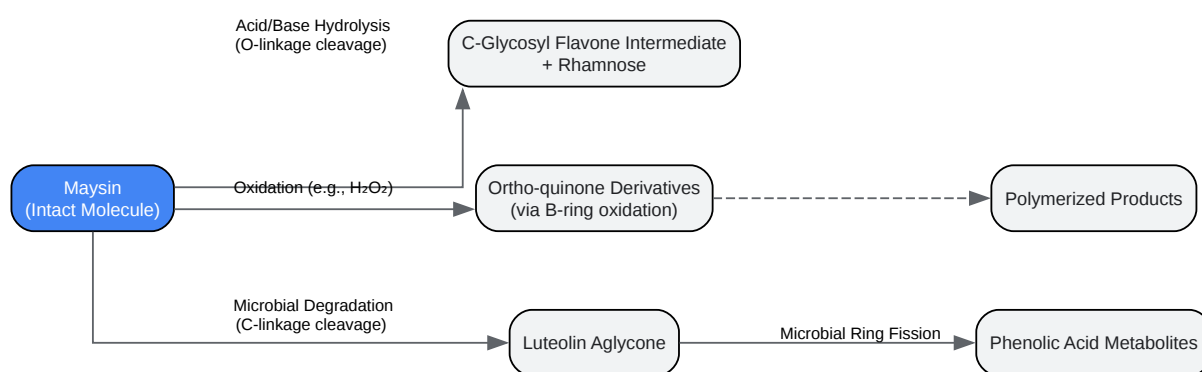 Acid/Base Hydrolysis
(O-linkage cleavage)
C-Glycosyl Flavone Intermediate
+ Rhamnose
Maysin
(Intact Molecule)
Oxidation (e.g., H₂O₂)
Ortho-quinone Derivatives
(via B-ring oxidation)
Polymerized Products
Microbial Degradation
(C-linkage cleavage)
Luteolin Aglycone
Microbial Ring Fission
Phenolic Acid Metabolites